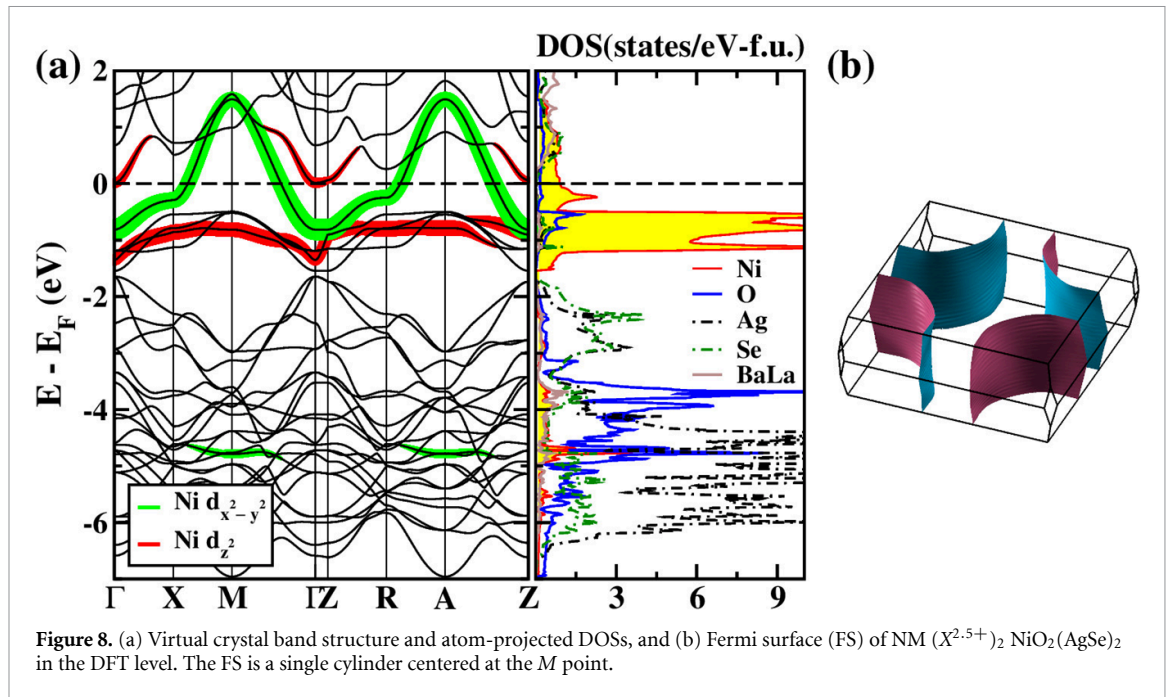 (a)
DOS(states/eV-f.u.)
(b)
2
0
-2
-4
-6
E - E_F (eV)
Ni
O
Ag
Se
BaLa
Ni d_{x²-y²}
Ni d_{z²}
Γ X M Γ Z R A Z
3 6 9
Figure 8. (a) Virtual crystal band structure and atom-projected DOSs, and (b) Fermi surface (FS) of NM (X^{2.5+})₂ NiO₂(AgSe)₂
in the DFT level. The FS is a single cylinder centered at the M point.